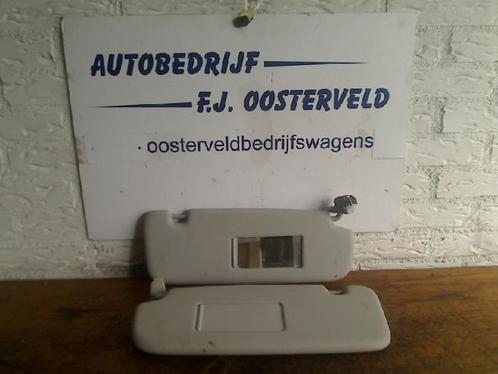 AUTOBEDRIJF
F.J. OOSTERVELD
· oosterveldbedrijfswagens